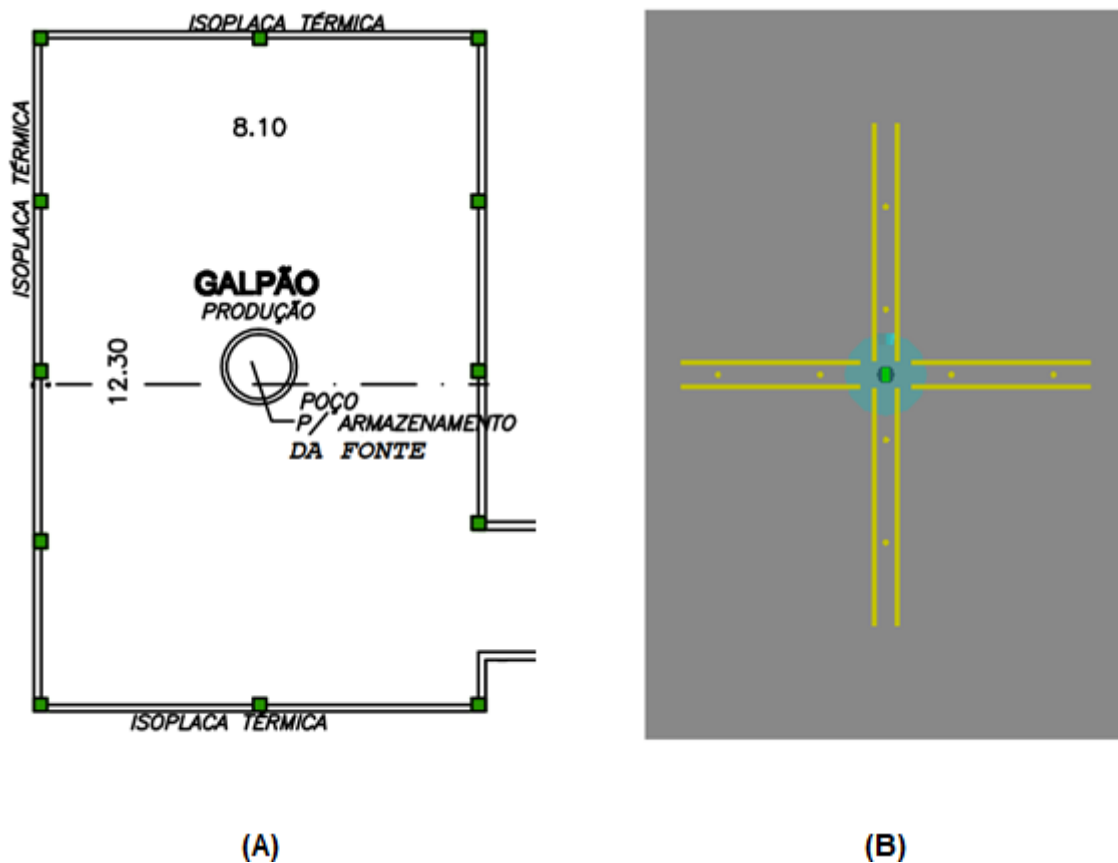 ISOPLACA TÉRMICA
ISOPLACA TÉRMICA
8.10
GALPÃO
PRODUÇÃO
12.30
POÇO
P/ ARMAZENAMENTO
DA FONTE
ISOPLACA TÉRMICA
(A)
(B)